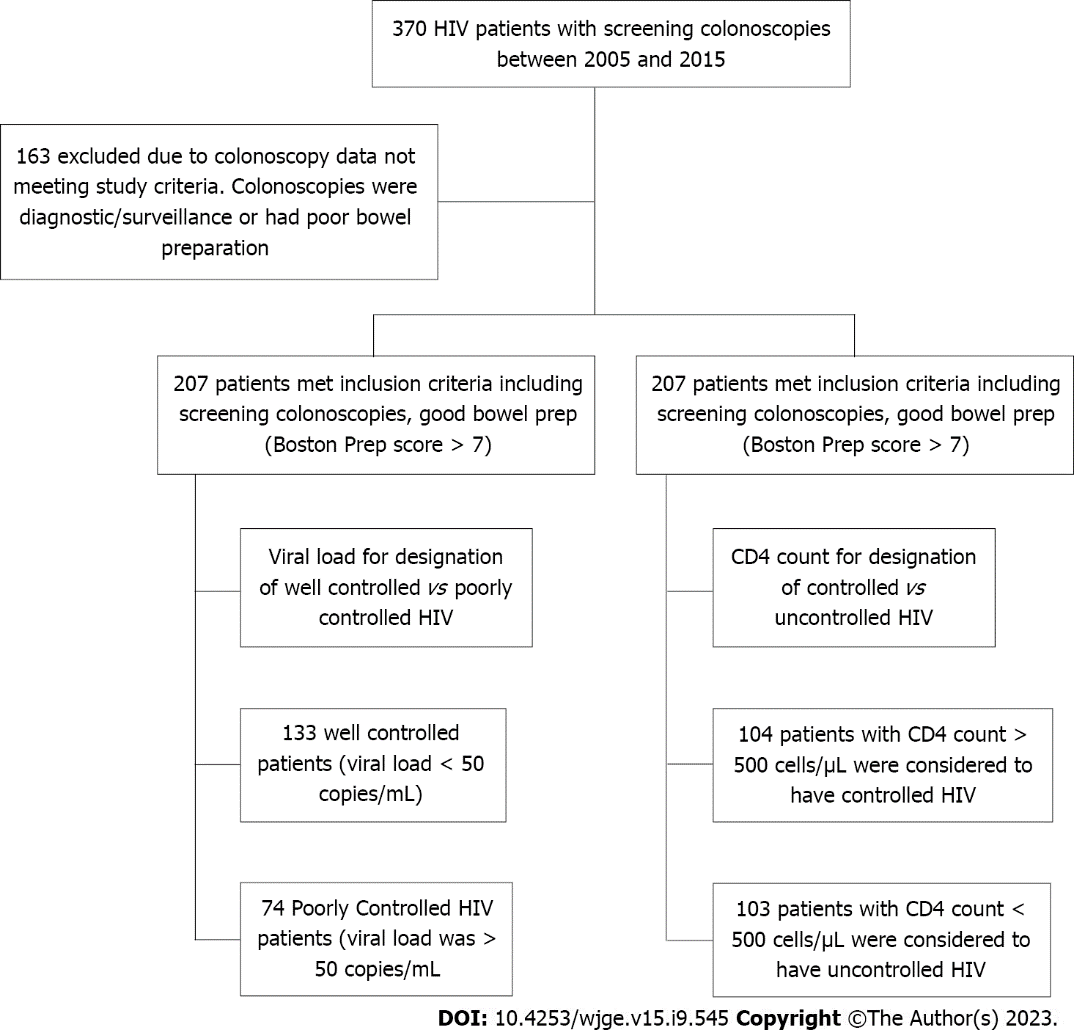 370 HIV patients with screening colonoscopies
between 2005 and 2015
163 excluded due to colonoscopy data not
meeting study criteria. Colonoscopies were
diagnostic/surveillance or had poor bowel
preparation
207 patients met inclusion criteria including
screening colonoscopies, good bowel prep
(Boston Prep score > 7)
207 patients met inclusion criteria including
screening colonoscopies, good bowel prep
(Boston Prep score > 7)
Viral load for designation
of well controlled vs poorly
controlled HIV
CD4 count for designation
of controlled vs
uncontrolled HIV
133 well controlled
patients (viral load < 50
copies/mL)
104 patients with CD4 count >
500 cells/µL were considered to
have controlled HIV
74 Poorly Controlled HIV
patients (viral load was >
50 copies/mL
103 patients with CD4 count <
500 cells/µL were considered to
have uncontrolled HIV
DOI: 10.4253/wjge.v15.i9.545 Copyright ©The Author(s) 2023.